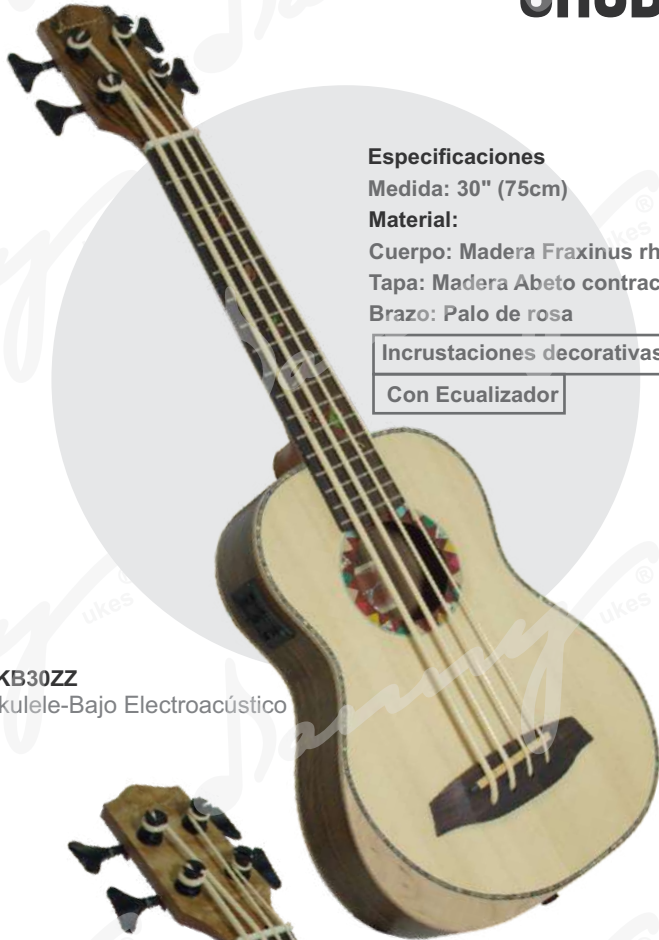 Especificaciones
Medida: 30" (75cm)
Material:
Cuerpo: Madera Fraxinus rh
Tapa: Madera Abeto contrac
Brazo: Palo de rosa
Incrustaciones decorativas
Con Ecualizador
KB30ZZ
kulele-Bajo Electroacústico
ukes ®